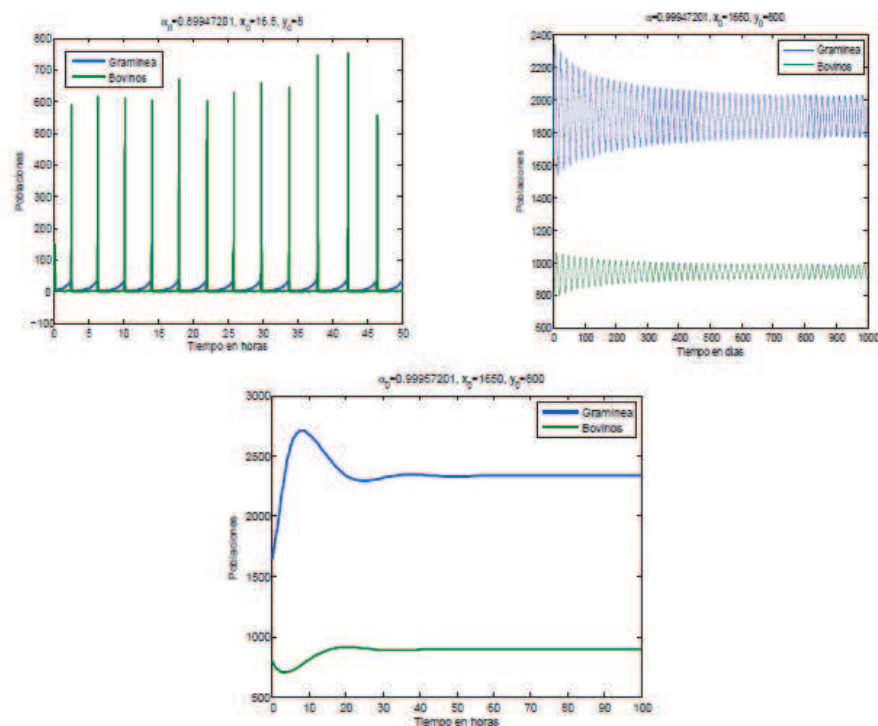 α₀=0.89947201, x₀=16.5, y₀=8
800
700
600
500
400
300
200
100
0
−100
Poblaciones
Gramínea
Bovinos
0 5 10 15 20 25 30 35 40 45 50
Tiempo en horas
α=0.99947201, x₀=1650, y₀=800
2400
2200
2000
1800
1600
1400
1200
1000
800
600
Poblaciones
Gramínea
Bovinos
0 100 200 300 400 500 600 700 800 900 1000
Tiempo en días
α₀=0.99957201, x₀=1650, y₀=800
3000
2500
2000
1500
1000
500
Poblaciones
Gramínea
Bovinos
0 10 20 30 40 50 60 70 80 90 100
Tiempo en horas